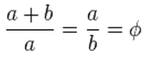 (a + b)/a = a/b = ϕ